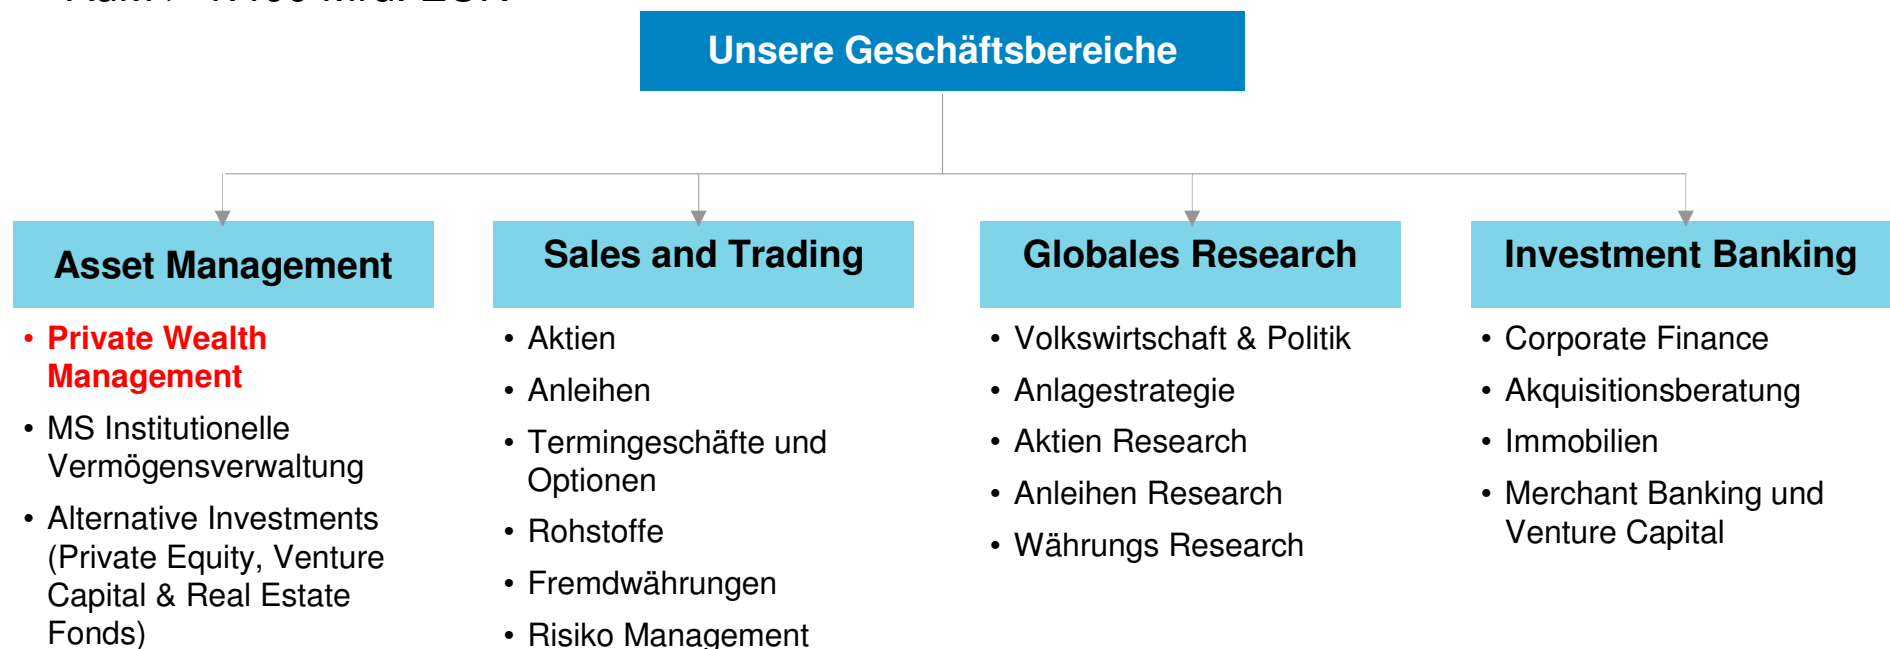 Unsere Geschäftsbereiche
Asset Management
• Private Wealth
Management
• MS Institutionelle
Vermögensverwaltung
• Alternative Investments
(Private Equity, Venture
Capital & Real Estate
Fonds)
Sales and Trading
• Aktien
• Anleihen
• Termingeschäfte und
Optionen
• Rohstoffe
• Fremdwährungen
• Risiko Management
Globales Research
• Volkswirtschaft & Politik
• Anlagestrategie
• Aktien Research
• Anleihen Research
• Währungs Research
Investment Banking
• Corporate Finance
• Akquisitionsberatung
• Immobilien
• Merchant Banking und
Venture Capital